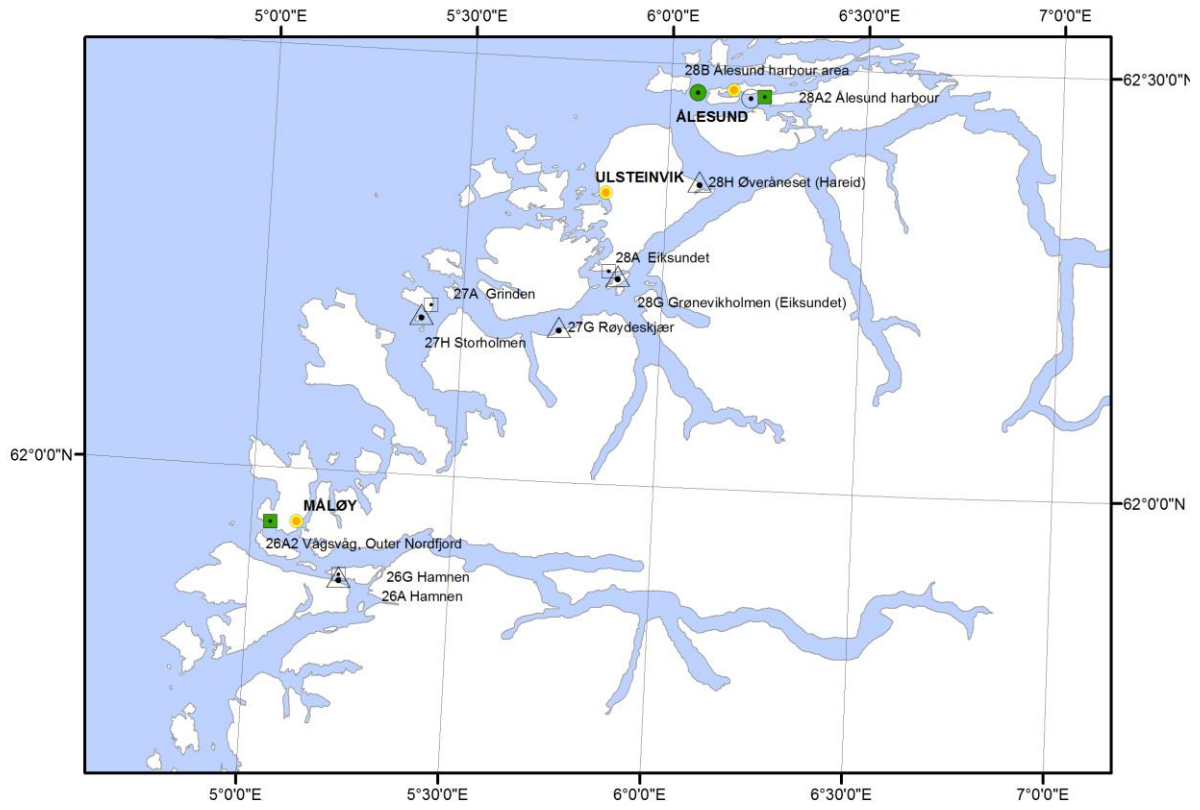 5°0'0"E
5°30'0"E
6°0'0"E
6°30'0"E
7°0'0"E
28B Ålesund harbour area
62°30'0"N
28A2 Ålesund harbour
ÅLESUND
ULSTEINVIK
28H Øveråneset (Hareid)
28A Eiksundet
27A Grinden
28G Grønevikholmen (Eiksundet)
27G Røydeskjær
27H Storholmen
62°0'0"N
62°0'0"N
MÅLØY
26A2 Vågsvåg, Outer Nordfjord
26G Hamnen
26A Hamnen
5°0'0"E
5°30'0"E
6°0'0"E
6°30'0"E
7°0'0"E